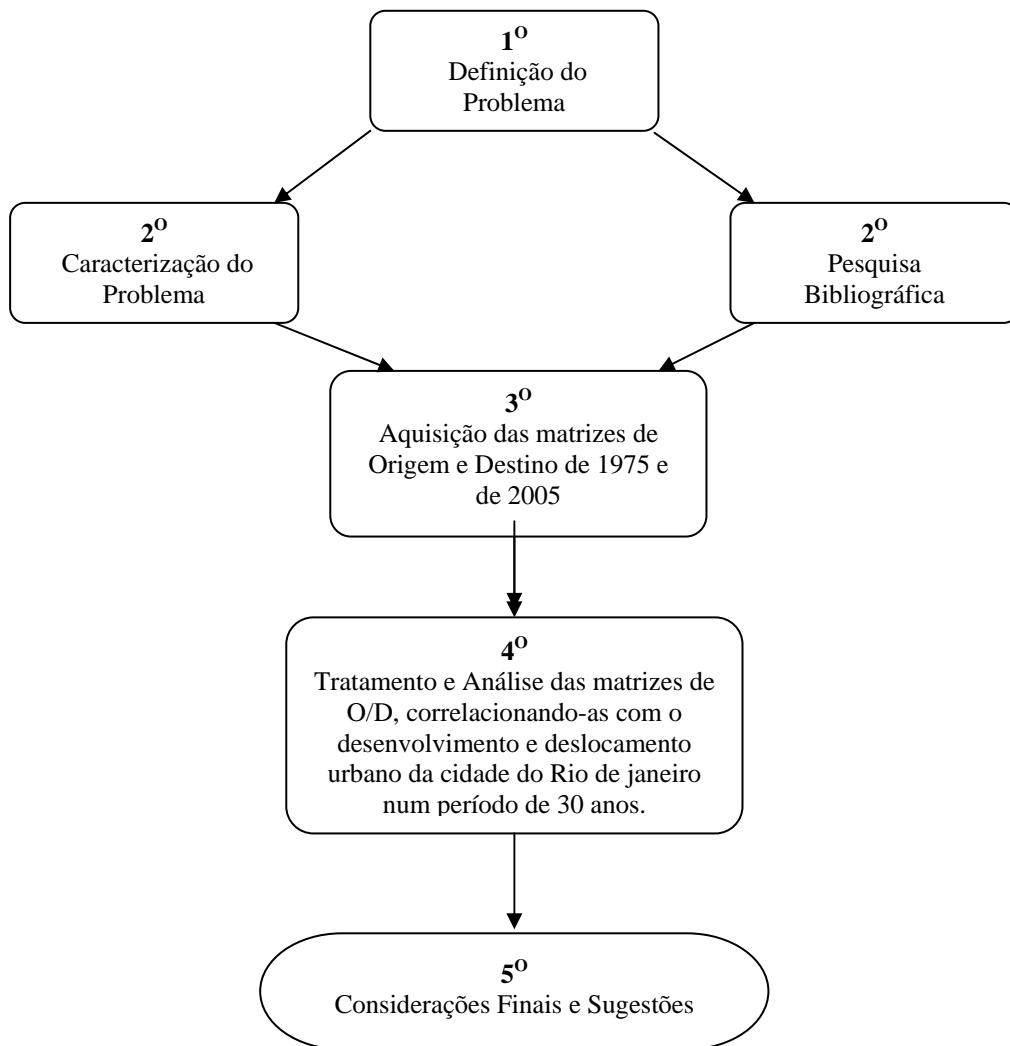 1º
Definição do
Problema
2º
Caracterização do
Problema
2º
Pesquisa
Bibliográfica
3º
Aquisição das matrizes de
Origem e Destino de 1975 e
de 2005
4º
Tratamento e Análise das matrizes de
O/D, correlacionando-as com o
desenvolvimento e deslocamento
urbano da cidade do Rio de janeiro
num período de 30 anos.
5º
Considerações Finais e Sugestões